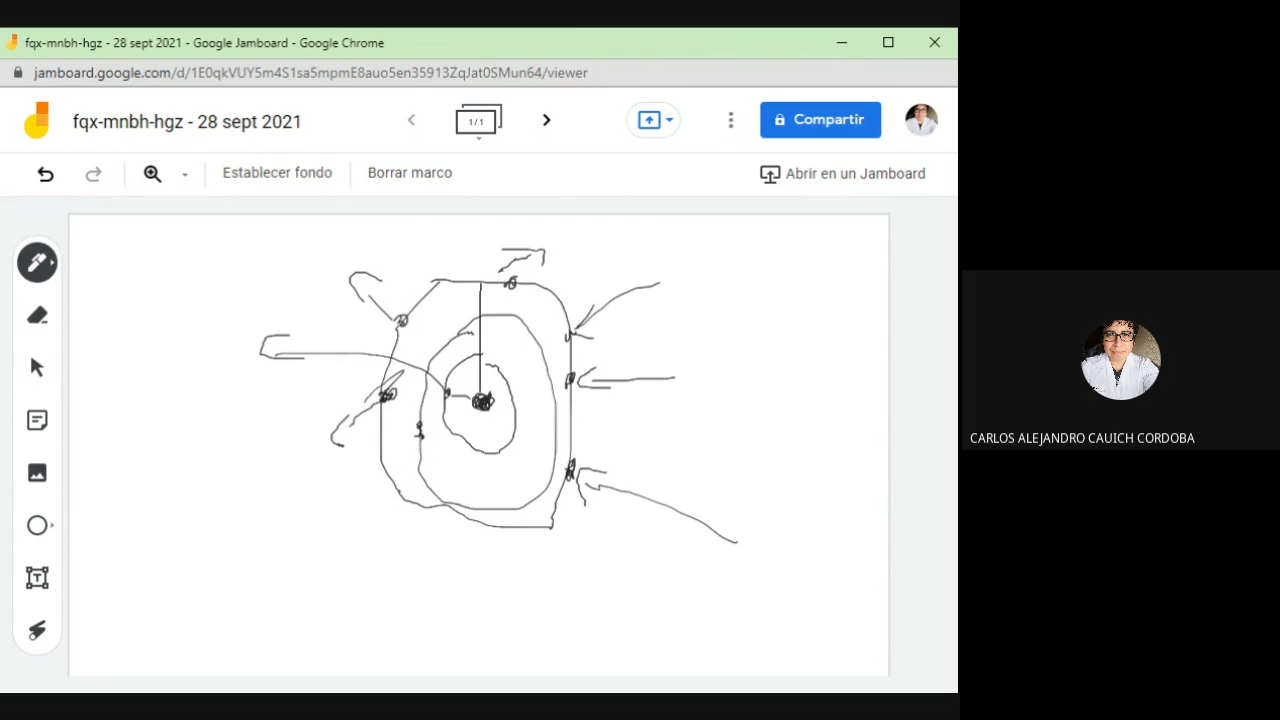 fqx-mnbh-hgz - 28 sept 2021 - Google Jamboard - Google Chrome
jamboard.google.com/d/1E0qkVUY5m4S1sa5mpmE8auo5en35913ZqJat0SMun64/viewer
fqx-mnbh-hgz - 28 sept 2021
1/1
Compartir
Establecer fondo
Borrar marco
Abrir en un Jamboard
T
CARLOS ALEJANDRO CAUICH CORDOBA